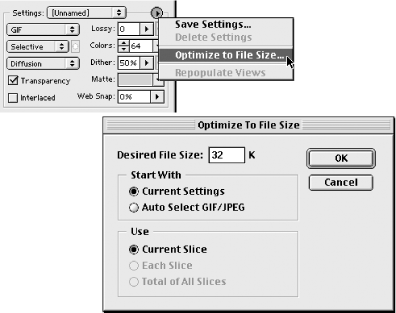 Settings: [Unnamed]
GIF Lossy: 0
Selective Colors: 64
Diffusion Dither: 50%
Transparency Matte:
Interlaced Web Snap: 0%
Save Settings...
Delete Settings
Optimize to File Size...
Repopulate Views
Optimize To File Size
Desired File Size: 32 K
OK
Cancel
Start With
Current Settings
Auto Select GIF/JPEG
Use
Current Slice
Each Slice
Total of All Slices